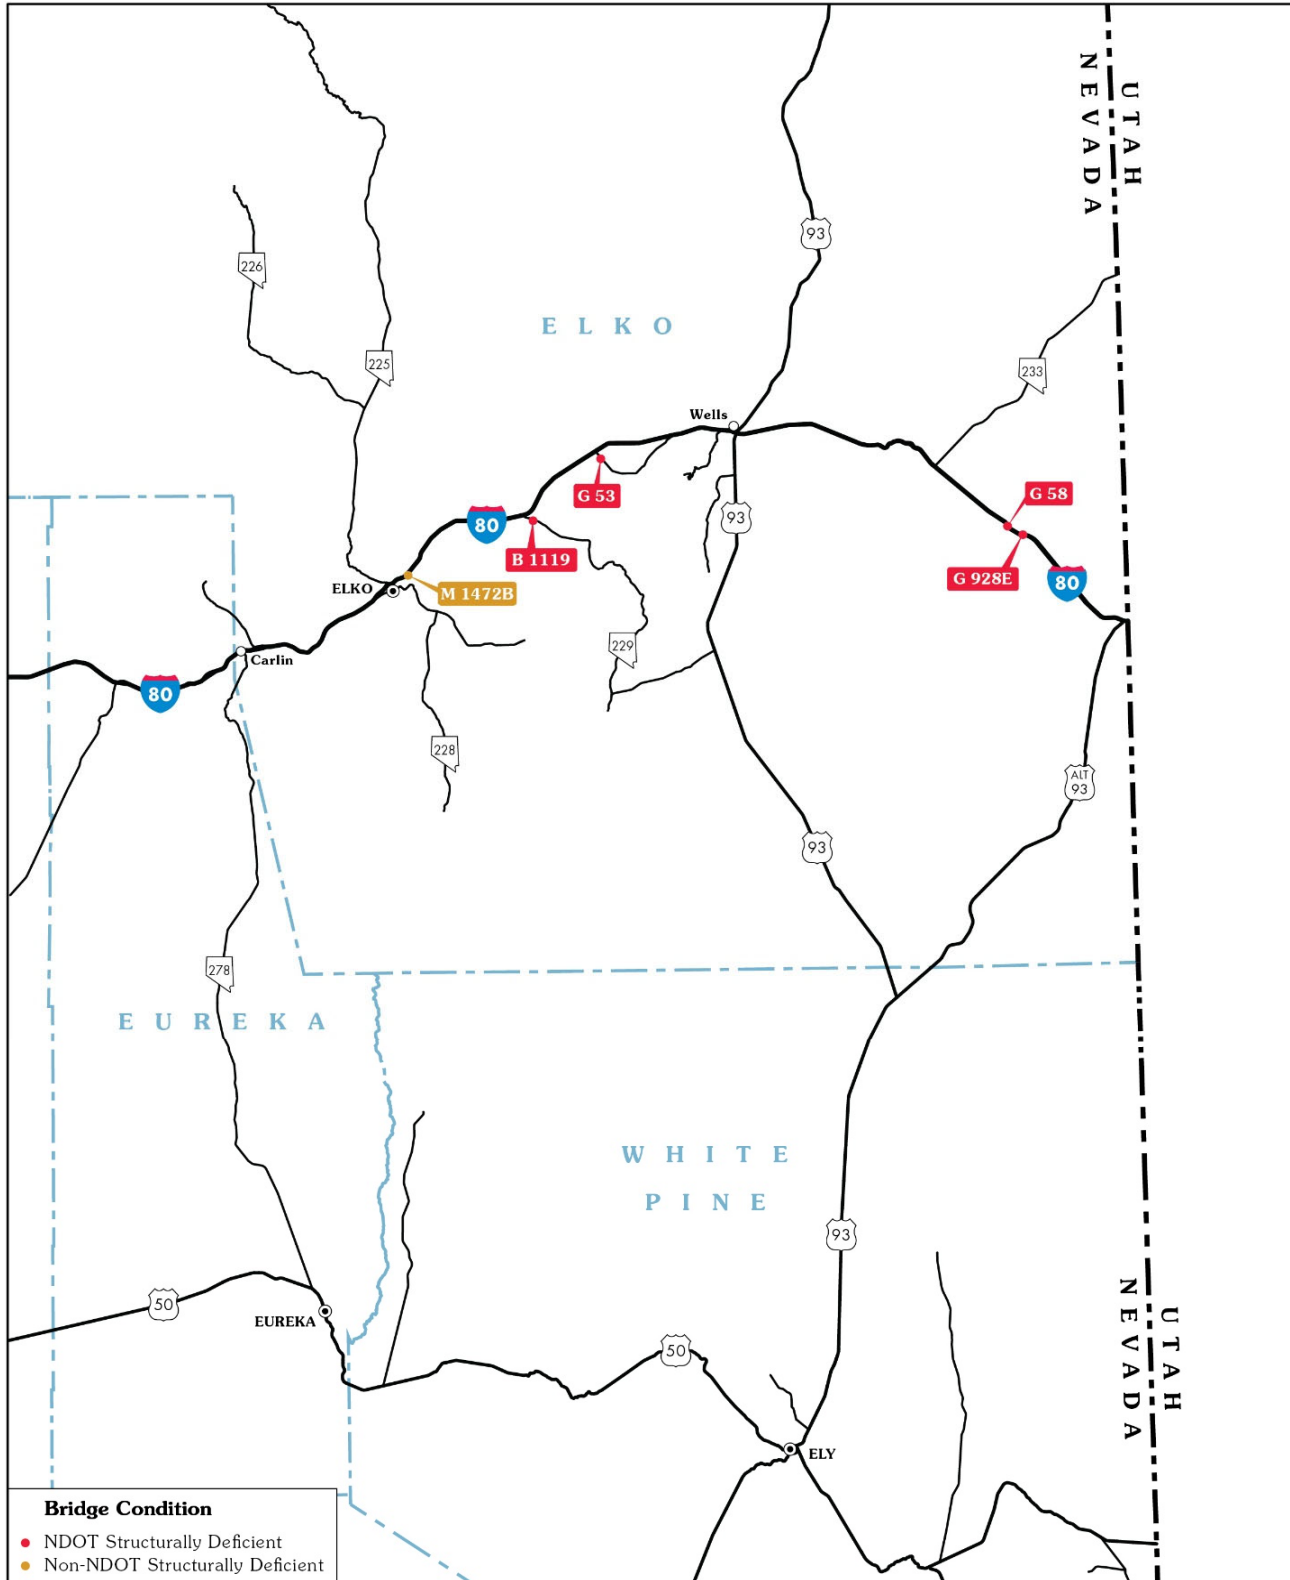 UTAH
NEVADA
93
226
ELKO
225
233
Wells
G 53
G 58
80
93
B 1119
G 928E
80
ELKO
M 1472B
229
Carlin
80
228
ALT
93
93
278
EUREKA
WHITE
PINE
93
50
EUREKA
UTAH
NEVADA
50
ELY
Bridge Condition
NDOT Structurally Deficient
Non-NDOT Structurally Deficient